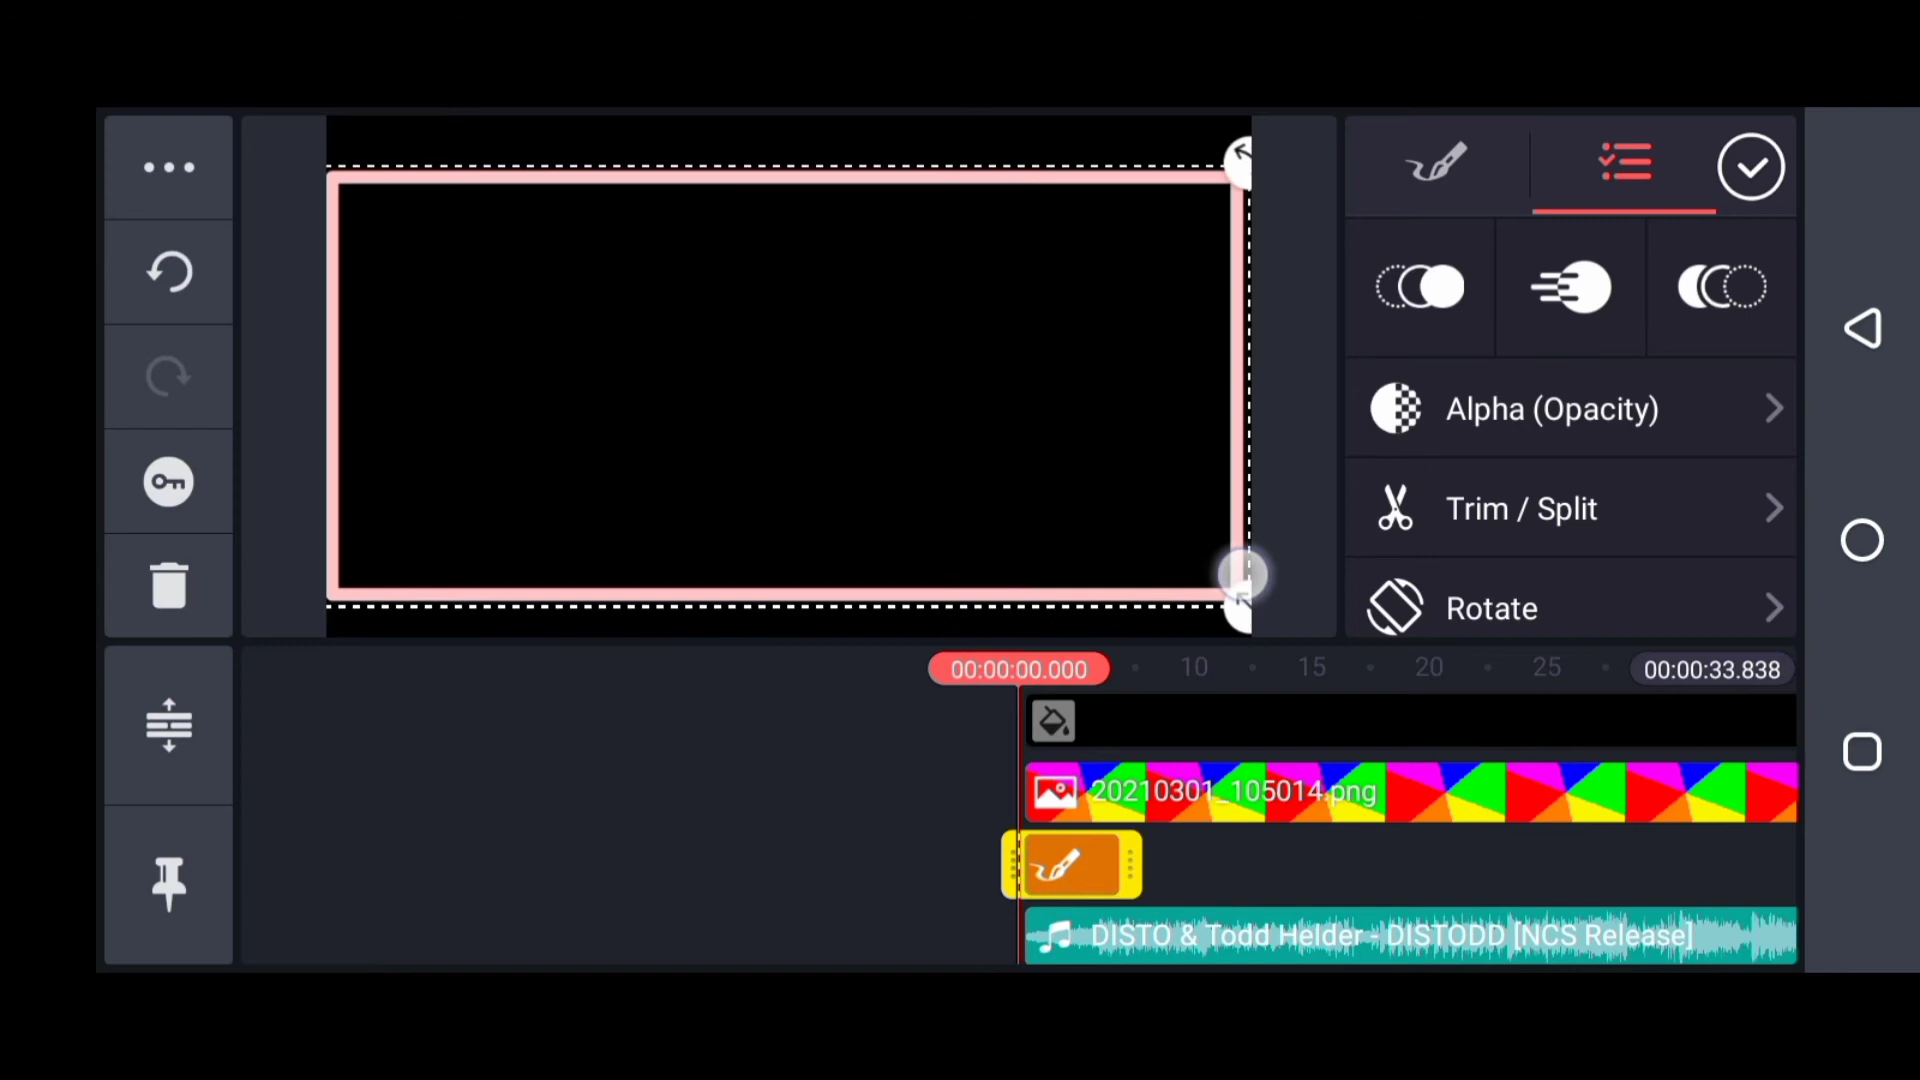 Alpha (Opacity)
Trim / Split
Rotate
00:00:00.000 10 15 20 25 00:00:33.838
20210301_105014.png
DISTO & Todd Helder - DISTODD [NCS Release]